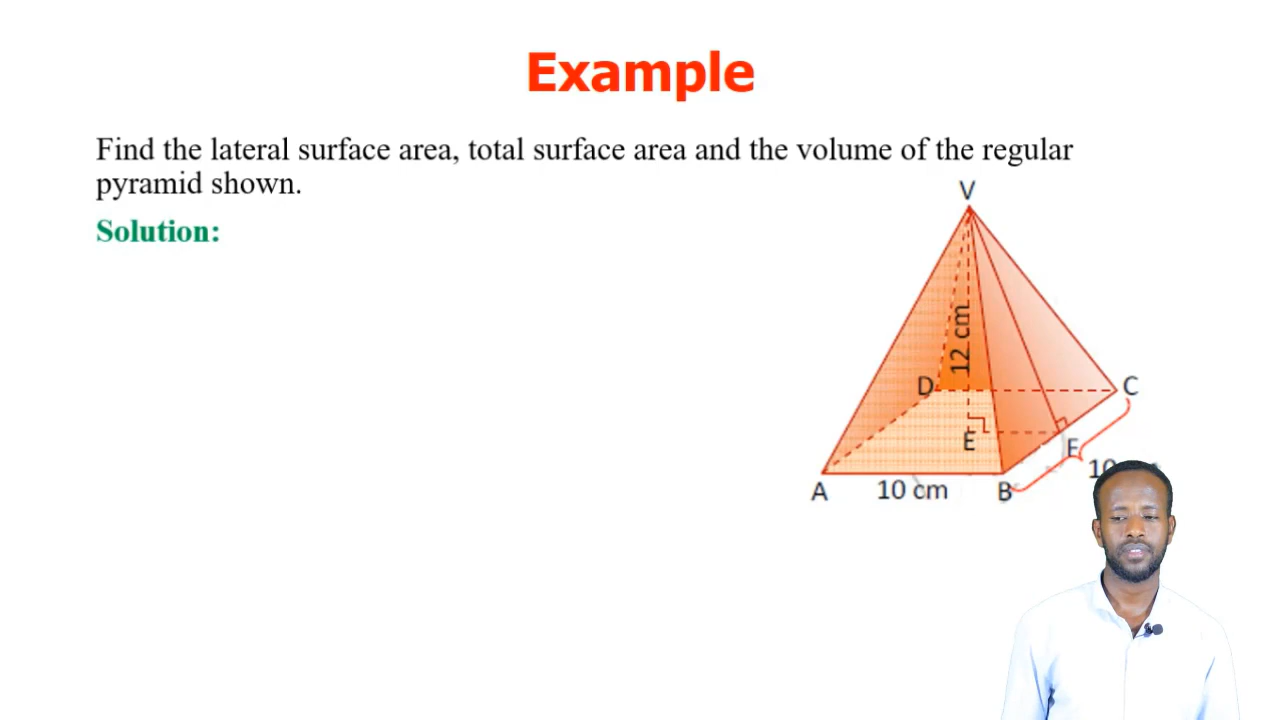 Example
Find the lateral surface area, total surface area and the volume of the regular
pyramid shown.
Solution:
V
12 cm
D
C
E
F
A
10 cm
B